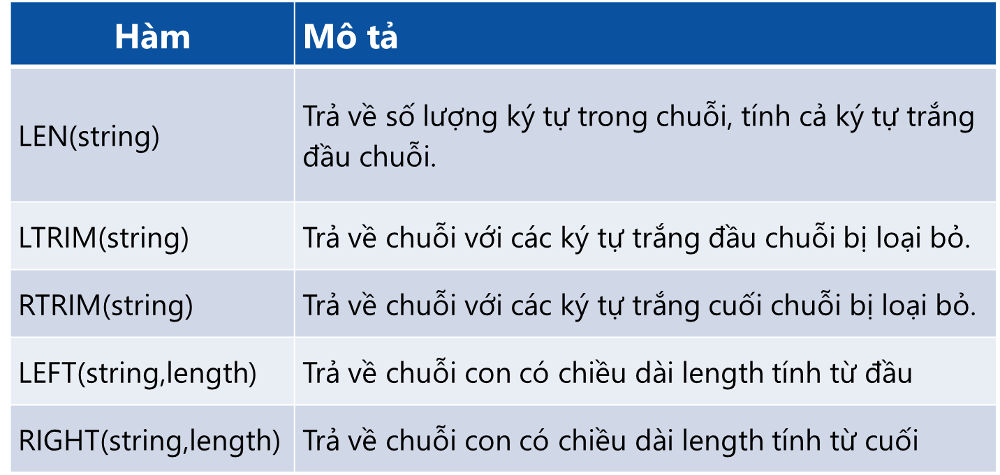 Hàm
Mô tả
LEN(string)
Trả về số lượng ký tự trong chuỗi, tính cả ký tự trắng
đầu chuỗi.
LTRIM(string)
Trả về chuỗi với các ký tự trắng đầu chuỗi bị loại bỏ.
RTRIM(string)
Trả về chuỗi với các ký tự trắng cuối chuỗi bị loại bỏ.
LEFT(string,length)
Trả về chuỗi con có chiều dài length tính từ đầu
RIGHT(string,length)
Trả về chuỗi con có chiều dài length tính từ cuối